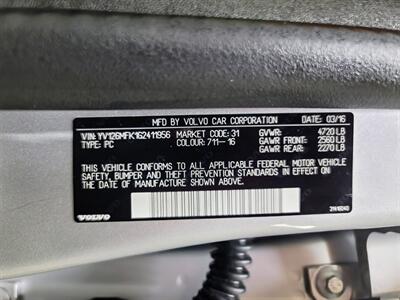 MFD BY VOLVO CAR CORPORATION DATE: 03/16
VIN: YV126MFK1G2411956 MARKET CODE: 31 GVWR: 4720 LB
TYPE: PC COLOUR: 711-16 GAWR FRONT: 2560 LB
GAWR REAR: 2270 LB
THIS VEHICLE CONFORMS TO ALL APPLICABLE FEDERAL MOTOR VEHICLE
SAFETY, BUMPER AND THEFT PREVENTION STANDARDS IN EFFECT ON
THE DATE OF MANUFACTURE SHOWN ABOVE.
VOLVO